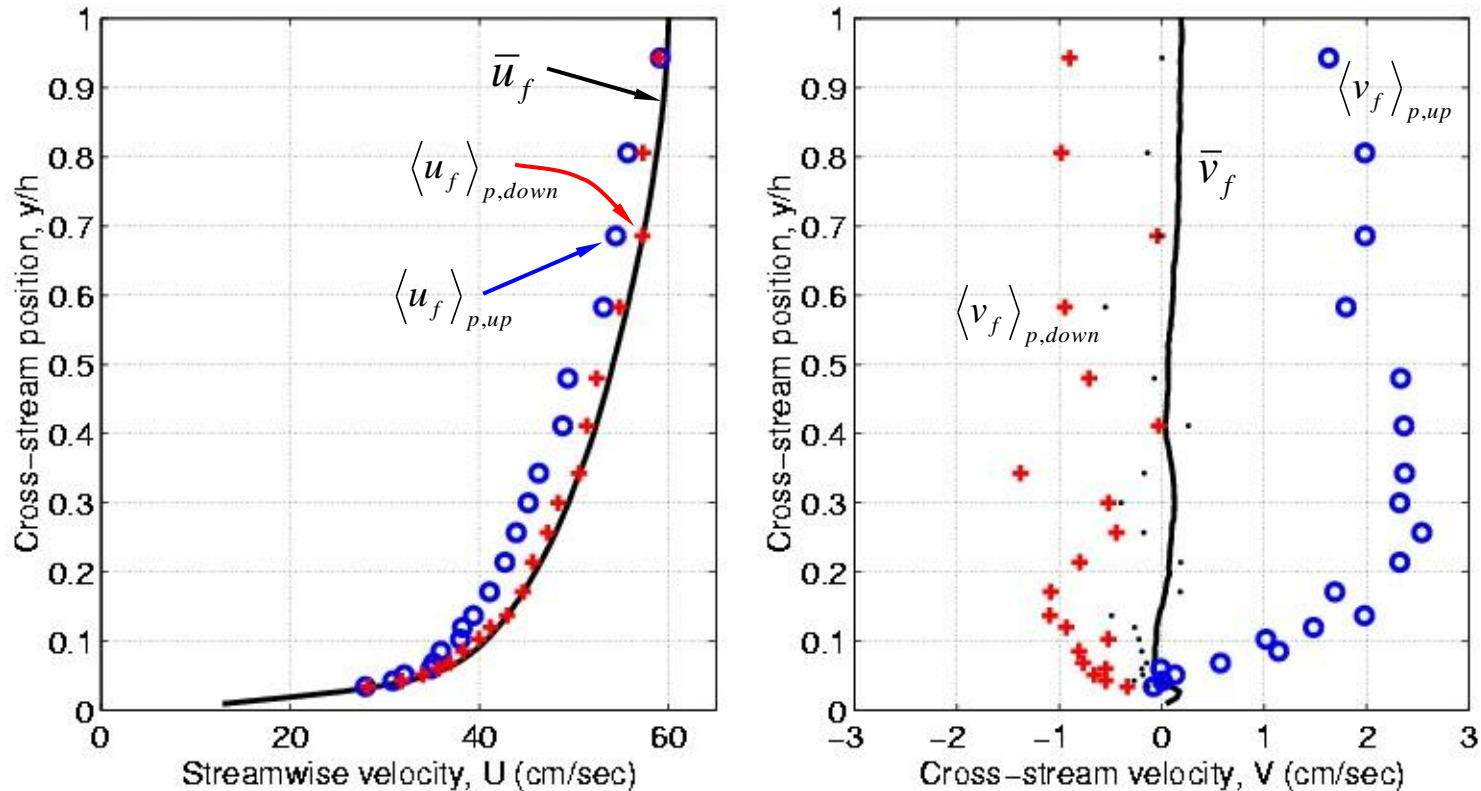 1
0.9
0.8
0.7
0.6
0.5
0.4
0.3
0.2
0.1
0
Cross-stream position, y/h
0 20 40 60
Streamwise velocity, U (cm/sec)
u̅_f
⟨u_f⟩_p,down
⟨u_f⟩_p,up
1
0.9
0.8
0.7
0.6
0.5
0.4
0.3
0.2
0.1
0
Cross-stream position, y/h
−3 −2 −1 0 1 2 3
Cross-stream velocity, V (cm/sec)
⟨v_f⟩_p,up
v̅_f
⟨v_f⟩_p,down